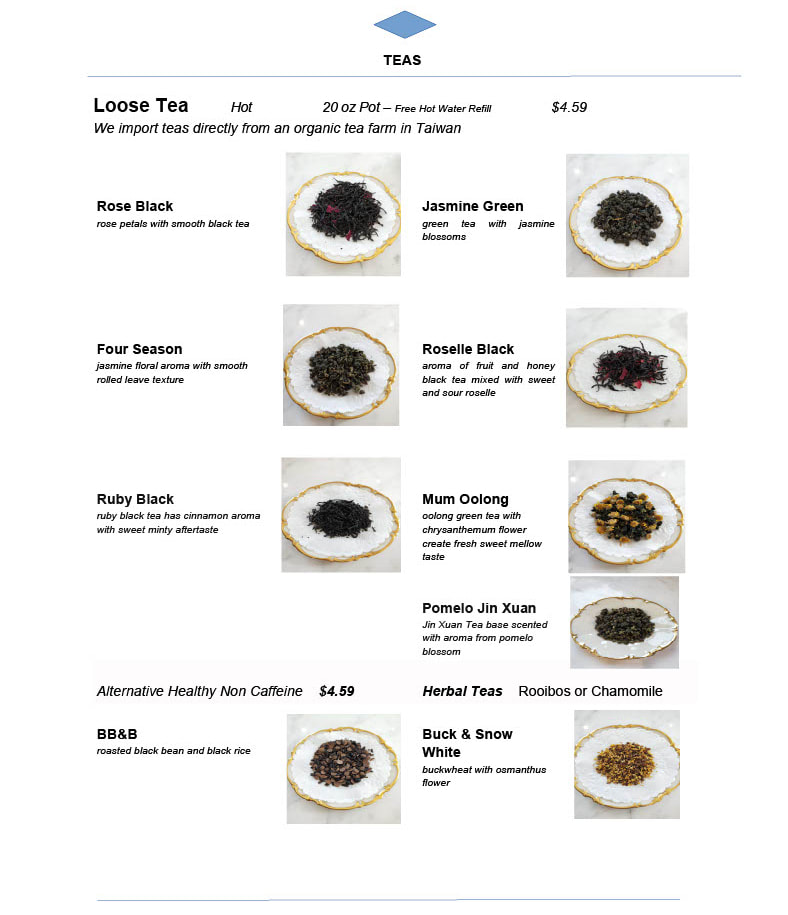 TEAS
Loose Tea Hot 20 oz Pot – Free Hot Water Refill $4.59
We import teas directly from an organic tea farm in Taiwan
Rose Black
rose petals with smooth black tea
Jasmine Green
green tea with jasmine
blossoms
Four Season
jasmine floral aroma with smooth
rolled leave texture
Roselle Black
aroma of fruit and honey
black tea mixed with sweet
and sour roselle
Ruby Black
ruby black tea has cinnamon aroma
with sweet minty aftertaste
Mum Oolong
oolong green tea with
chrysanthemum flower
create fresh sweet mellow
taste
Pomelo Jin Xuan
Jin Xuan Tea base scented
with aroma from pomelo
blossom
Alternative Healthy Non Caffeine $4.59
Herbal Teas Rooibos or Chamomile
BB&B
roasted black bean and black rice
Buck & Snow
White
buckwheat with osmanthus
flower